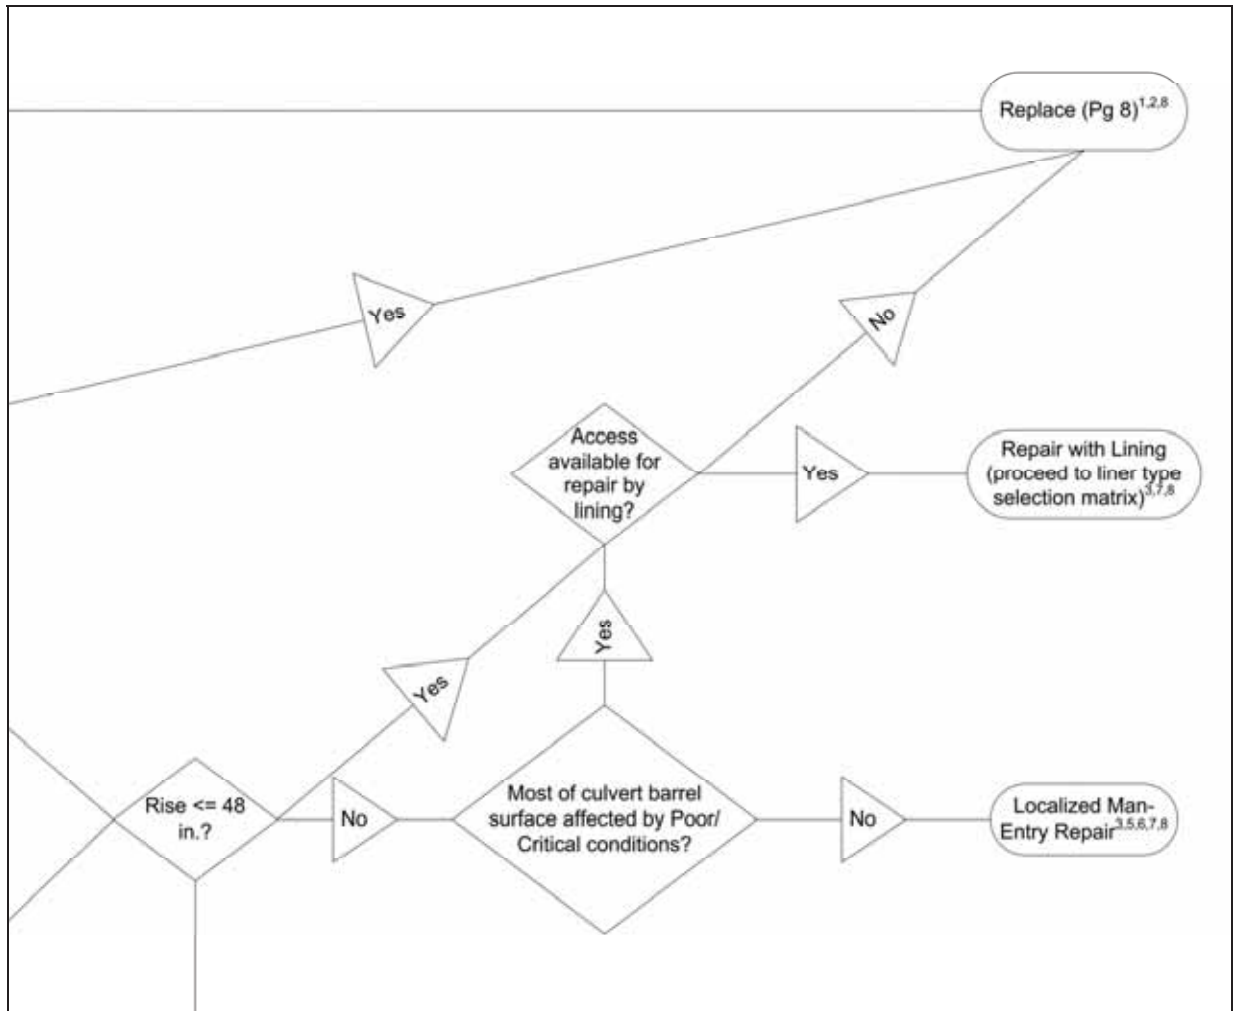 Replace (Pg 8)1,2,8
Yes
No
Access
available for
repair by
lining?
Yes
Repair with Lining
(proceed to liner type
selection matrix)3,7,8
Yes
Yes
Rise <= 48
in.?
No
Most of culvert barrel
surface affected by Poor/
Critical conditions?
No
Localized Man-
Entry Repair3,5,6,7,8